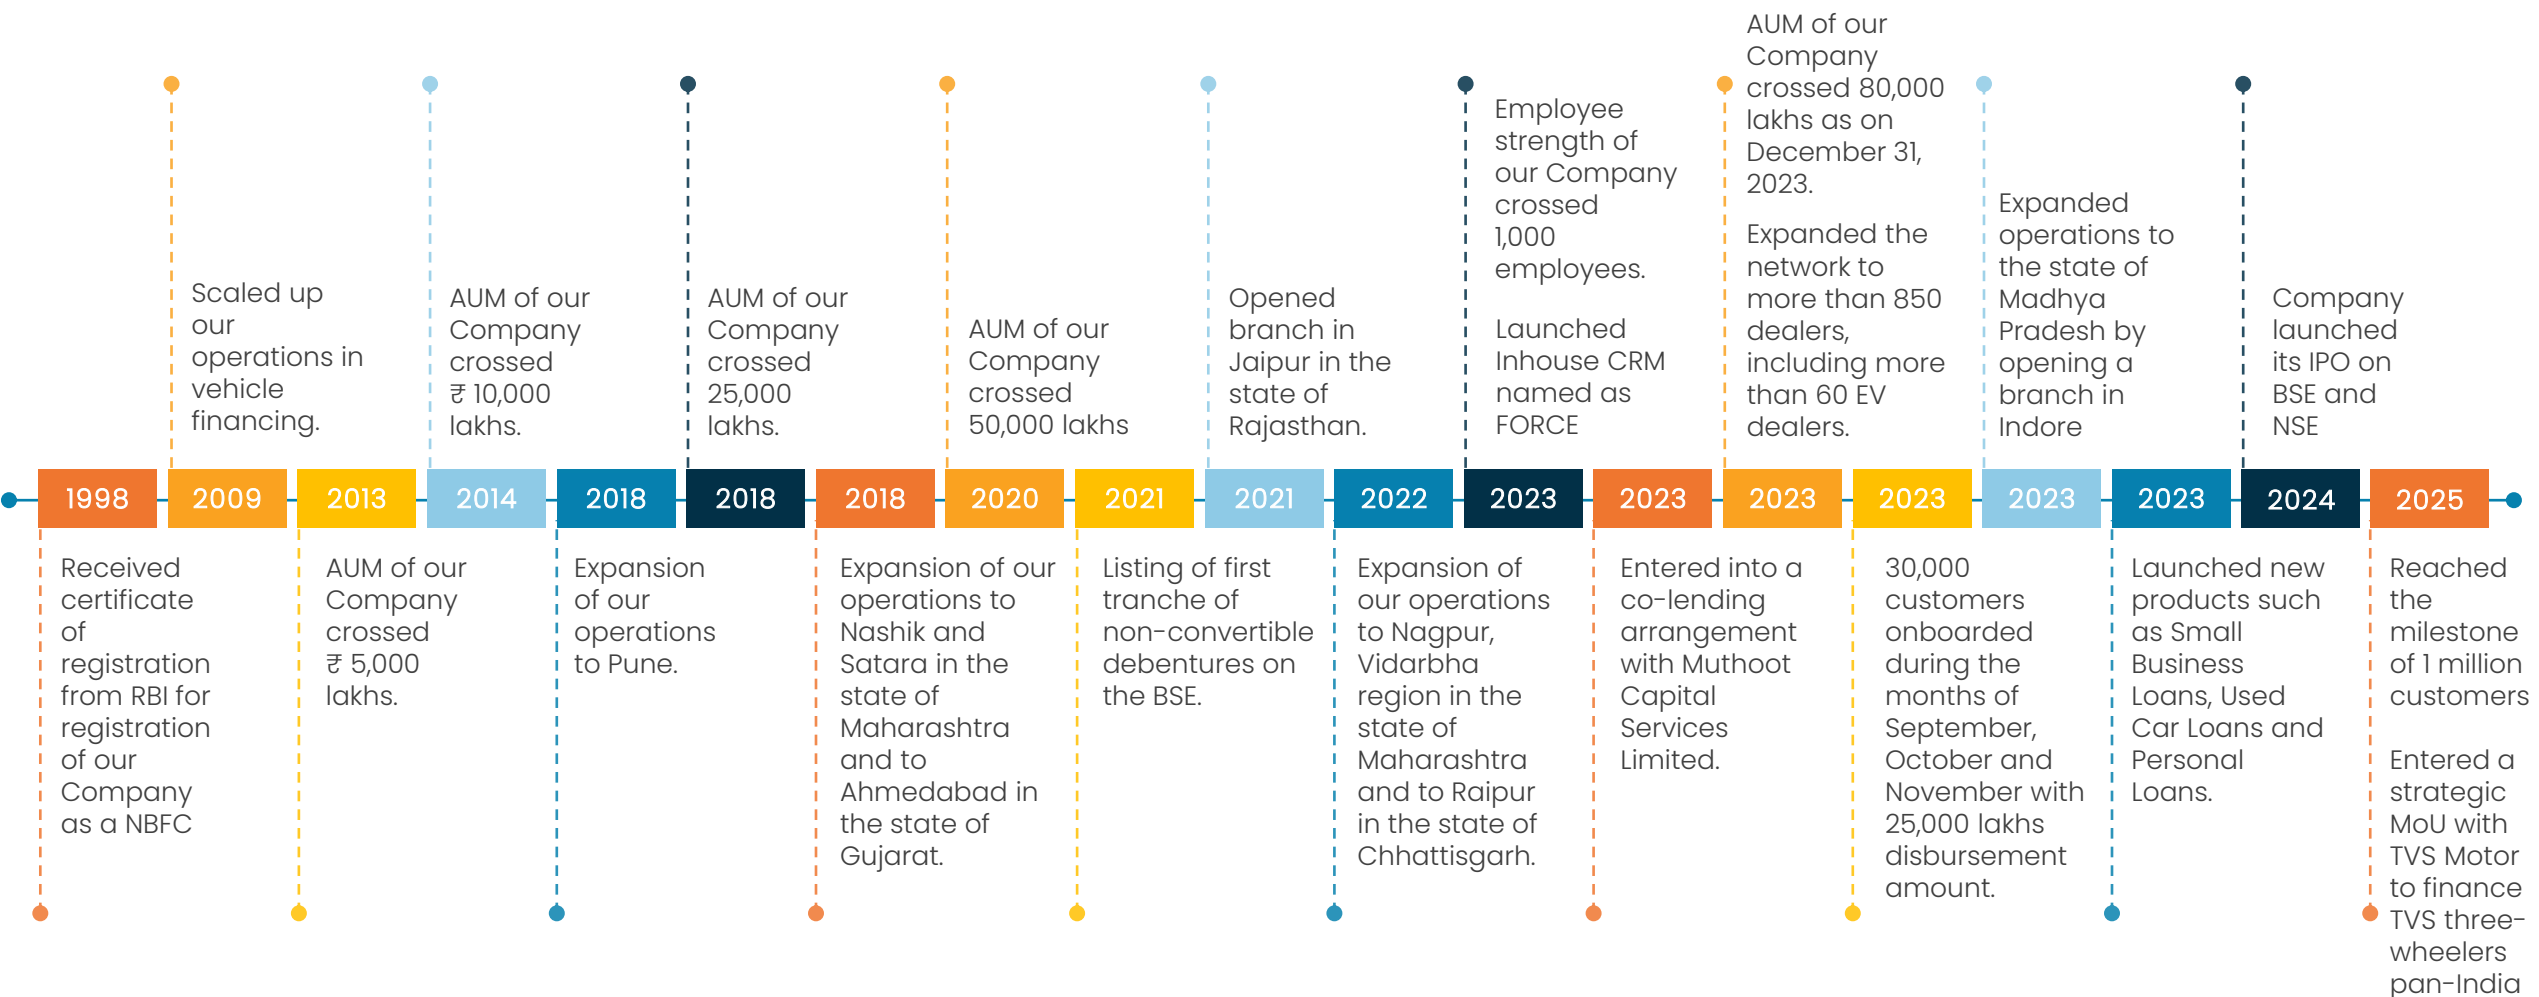 Scaled up
our
operations in
vehicle
financing.
AUM of our
Company
crossed
₹ 10,000
lakhs.
AUM of our
Company
crossed
25,000
lakhs.
AUM of our
Company
crossed
50,000 lakhs
Opened
branch in
Jaipur in the
state of
Rajasthan.
Employee
strength of
our Company
crossed
1,000
employees.
Launched
Inhouse CRM
named as
FORCE
AUM of our
Company
crossed 80,000
lakhs as on
December 31,
2023.
Expanded the
network to
more than 850
dealers,
including more
than 60 EV
dealers.
Expanded
operations to
the state of
Madhya
Pradesh by
opening a
branch in
Indore
Company
launched
its IPO on
BSE and
NSE
1998 2009 2013 2014 2018 2018 2018 2020 2021 2021 2022 2023 2023 2023 2023 2023 2023 2024 2025
Received
certificate
of
registration
from RBI for
registration
of our
Company
as a NBFC
AUM of our
Company
crossed
₹ 5,000
lakhs.
Expansion
of our
operations
to Pune.
Expansion of our
operations to
Nashik and
Satara in the
state of
Maharashtra
and to
Ahmedabad in
the state of
Gujarat.
Listing of first
tranche of
non-convertible
debentures on
the BSE.
Expansion of
our operations
to Nagpur,
Vidarbha
region in the
state of
Maharashtra
and to Raipur
in the state of
Chhattisgarh.
Entered into a
co-lending
arrangement
with Muthoot
Capital
Services
Limited.
30,000
customers
onboarded
during the
months of
September,
October and
November with
25,000 lakhs
disbursement
amount.
Launched new
products such
as Small
Business
Loans, Used
Car Loans and
Personal
Loans.
Reached
the
milestone
of 1 million
customers
Entered a
strategic
MoU with
TVS Motor
to finance
TVS three-
wheelers
pan-India